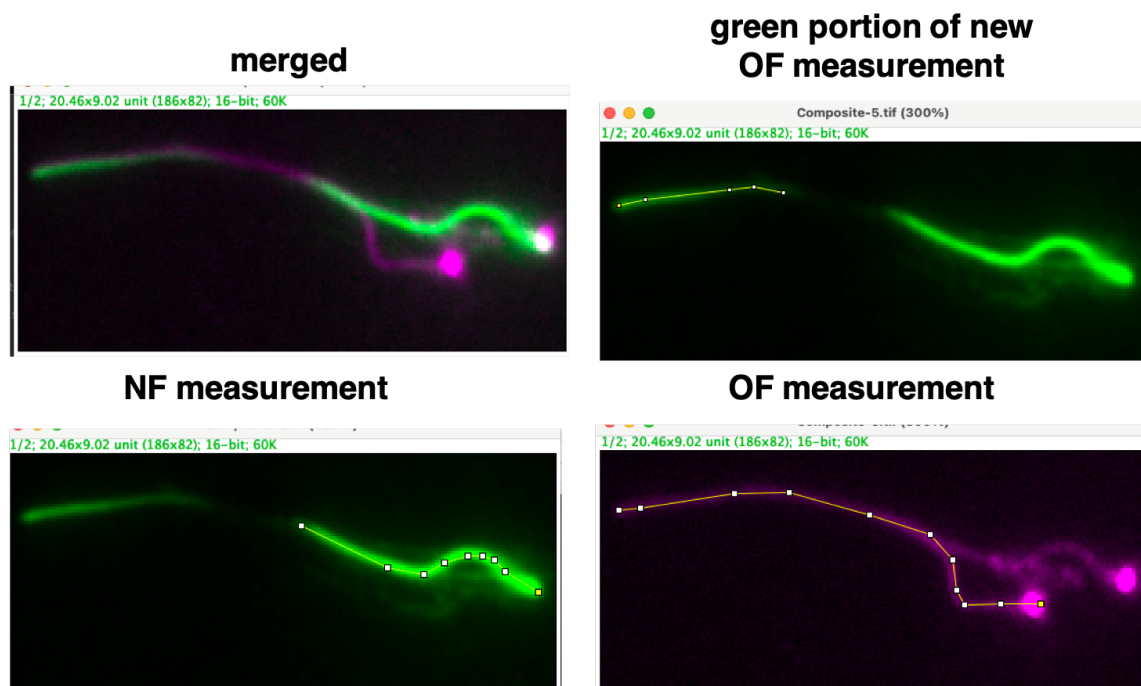 merged
1/2; 20.46x9.02 unit (186x82); 16-bit; 60K
green portion of new
OF measurement
Composite-5.tif (300%)
1/2; 20.46x9.02 unit (186x82); 16-bit; 60K
NF measurement
1/2; 20.46x9.02 unit (186x82); 16-bit; 60K
OF measurement
1/2; 20.46x9.02 unit (186x82); 16-bit; 60K